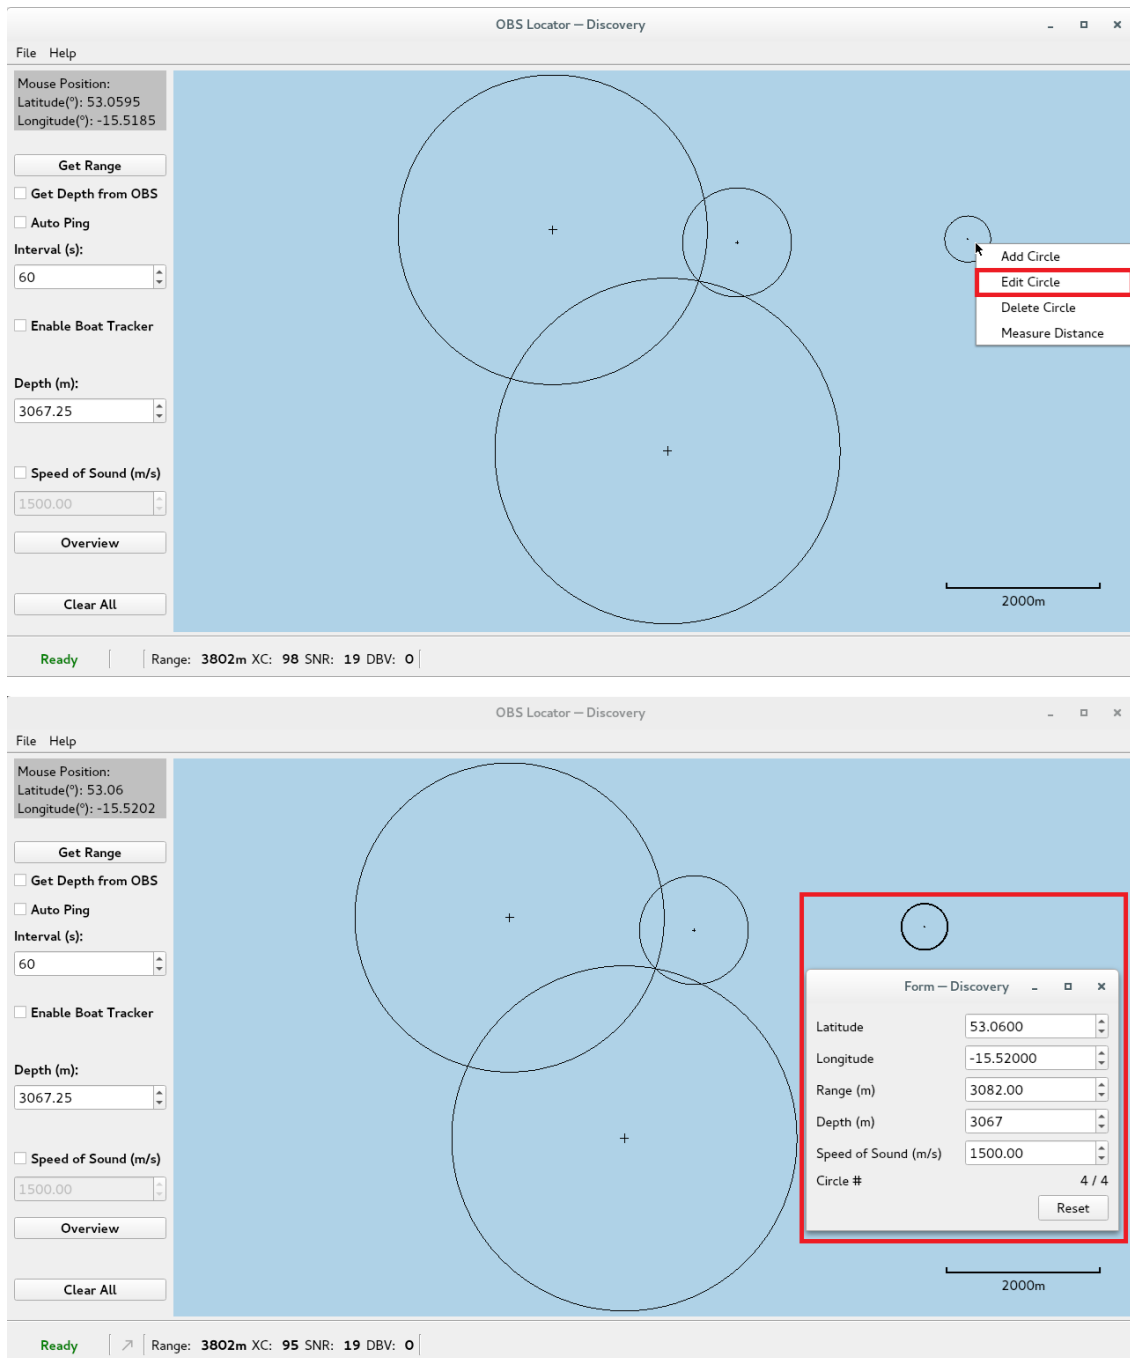 OBS Locator — Discovery
File Help
Mouse Position:
Latitude(º): 53.0595
Longitude(º): -15.5185
Get Range
Get Depth from OBS
Auto Ping
Interval (s):
60
Enable Boat Tracker
Depth (m):
3067.25
Speed of Sound (m/s)
1500.00
Overview
Clear All
Add Circle
Edit Circle
Delete Circle
Measure Distance
2000m
Ready Range: 3802m XC: 98 SNR: 19 DBV: 0
OBS Locator — Discovery
File Help
Mouse Position:
Latitude(º): 53.06
Longitude(º): -15.5202
Get Range
Get Depth from OBS
Auto Ping
Interval (s):
60
Enable Boat Tracker
Depth (m):
3067.25
Speed of Sound (m/s)
1500.00
Overview
Clear All
Form — Discovery
Latitude 53.0600
Longitude -15.52000
Range (m) 3082.00
Depth (m) 3067
Speed of Sound (m/s) 1500.00
Circle # 4 / 4
Reset
2000m
Ready Range: 3802m XC: 95 SNR: 19 DBV: 0